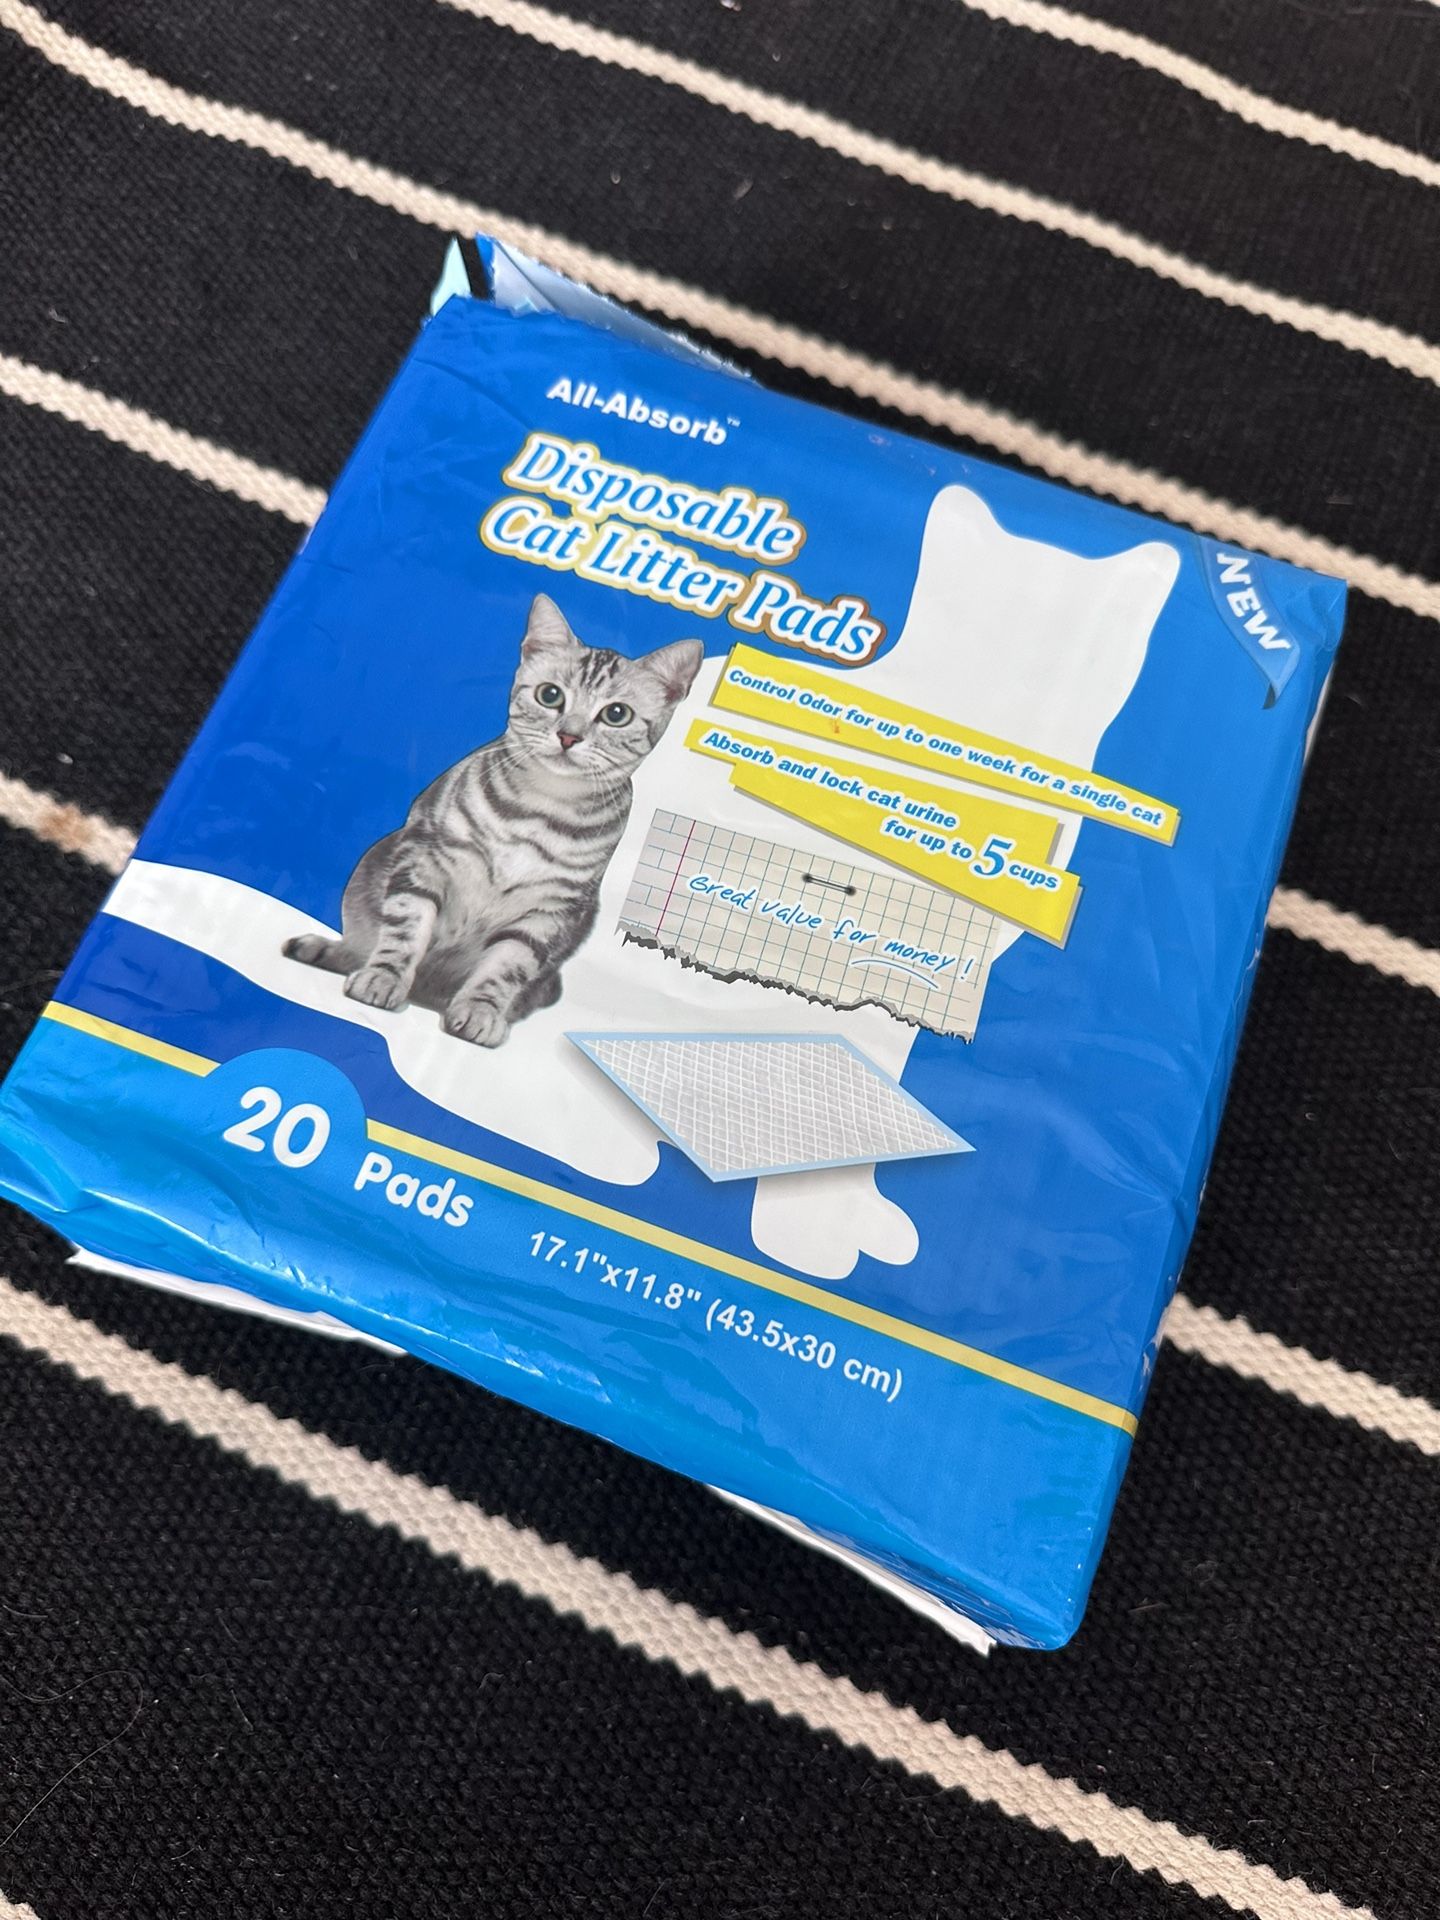 All-Absorb™
Disposable
Cat Litter Pads
NEW
Control Odor for up to one week for a single cat
Absorb and lock cat urine
for up to 5 cups
Great value for money!
20 Pads
17.1"x11.8" (43.5x30 cm)